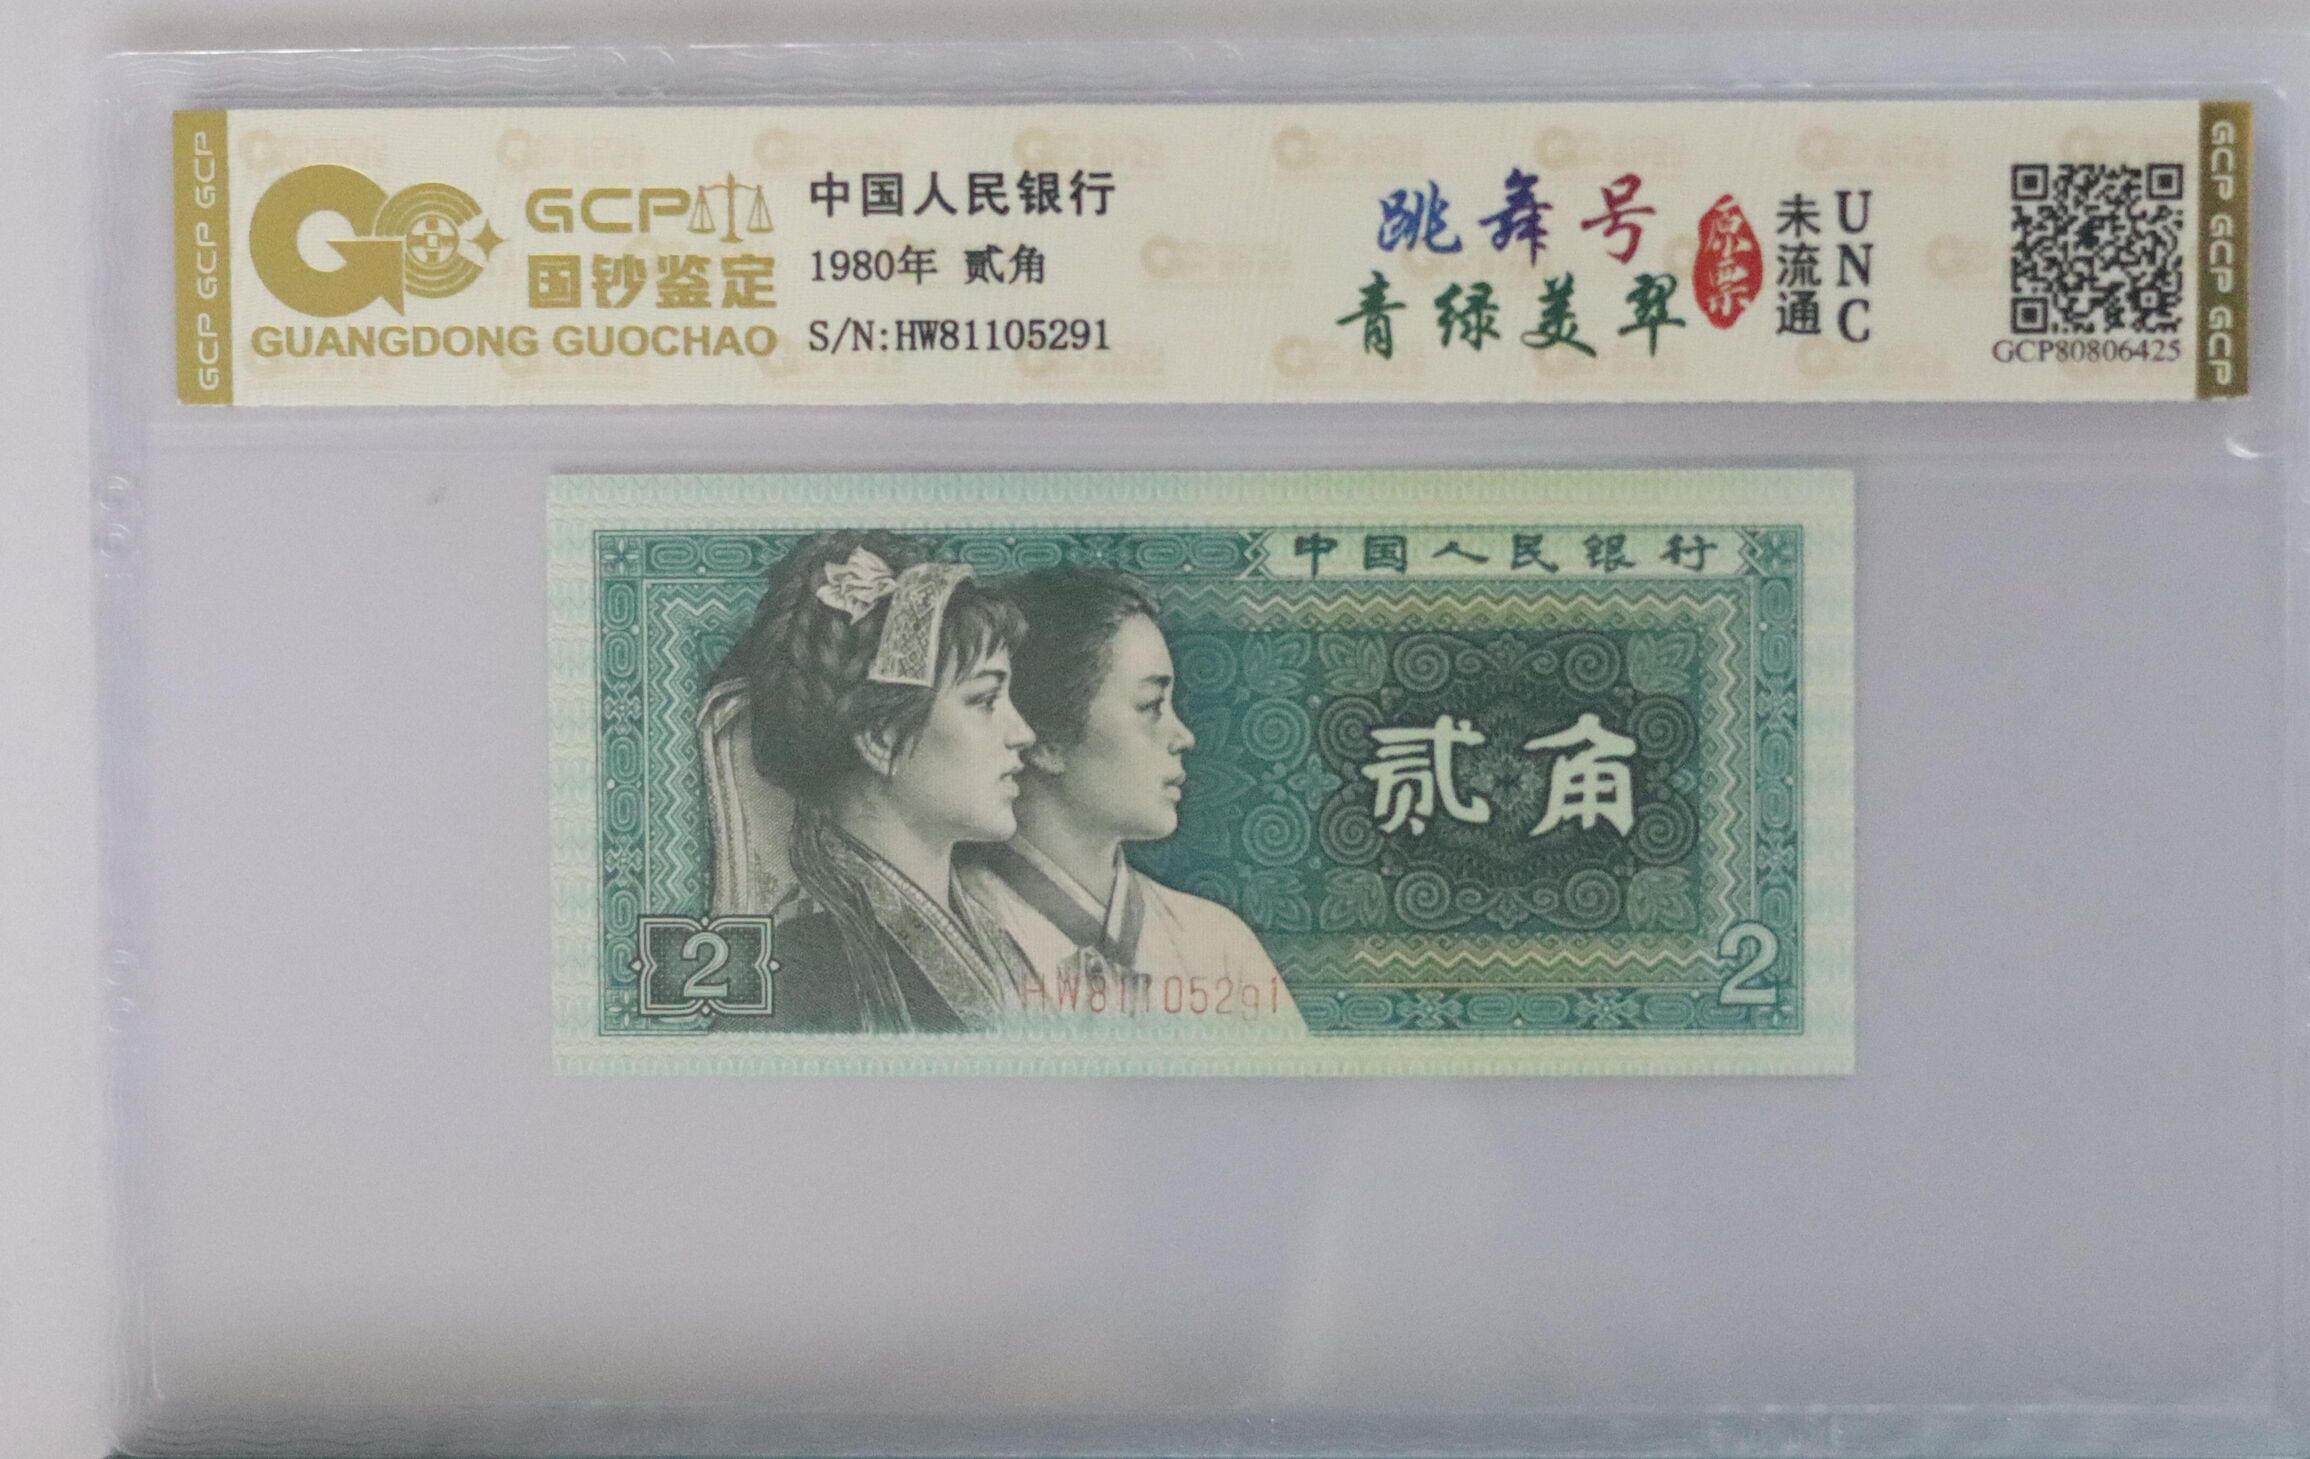 GCP GCP GCP
GCP
国钞鉴定
GUANGDONG GUOCHAO
中国人民银行
1980年 贰角
S/N:HW81105291
跳舞号
青绿美翠
原票
未流通
UNC
GCP80806425
GCP GCP GCP
中国人民银行
贰角
2
2
HW81105291